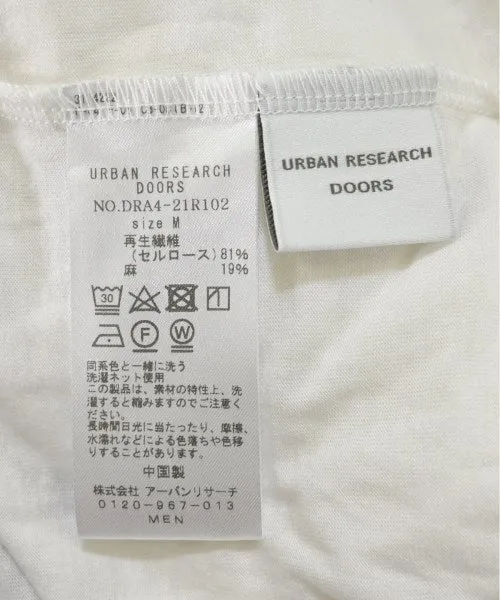 URBAN RESEARCH
DOORS
NO.DRA4-21R102
size M
再生繊維
(セルロース) 81%
麻 19%
30
F
W
同系色と一緒に洗う
洗濯ネット使用
この製品は、素材の特性上、洗
濯すると縮みますのでご注意く
ださい。
長時間日光に当たったり、摩擦、
水濡れなどによる色落ちや色移
りすることがあります。
中国製
株式会社 アーバンリサーチ
0120-967-013
MEN
URBAN RESEARCH
DOORS